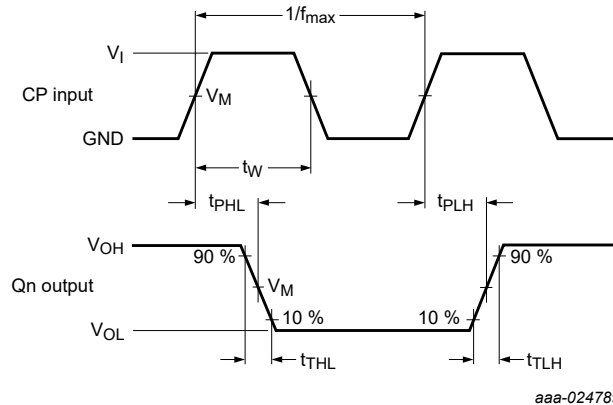 1/fmax
VI
CP input
VM
GND
tW
tPHL
tPLH
VOH
90 %
90 %
Qn output
VM
10 %
10 %
VOL
tTHL
tTLH
aaa-02478